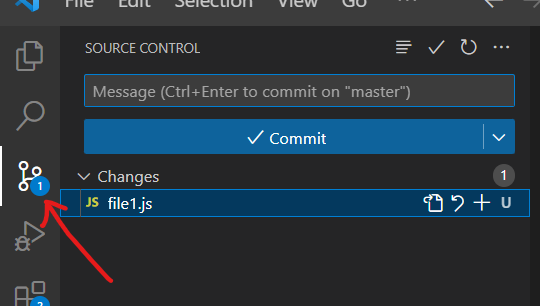 File Edit Selection View Go
SOURCE CONTROL
Message (Ctrl+Enter to commit on "master")
Commit
1
Changes 1
JS file1.js U